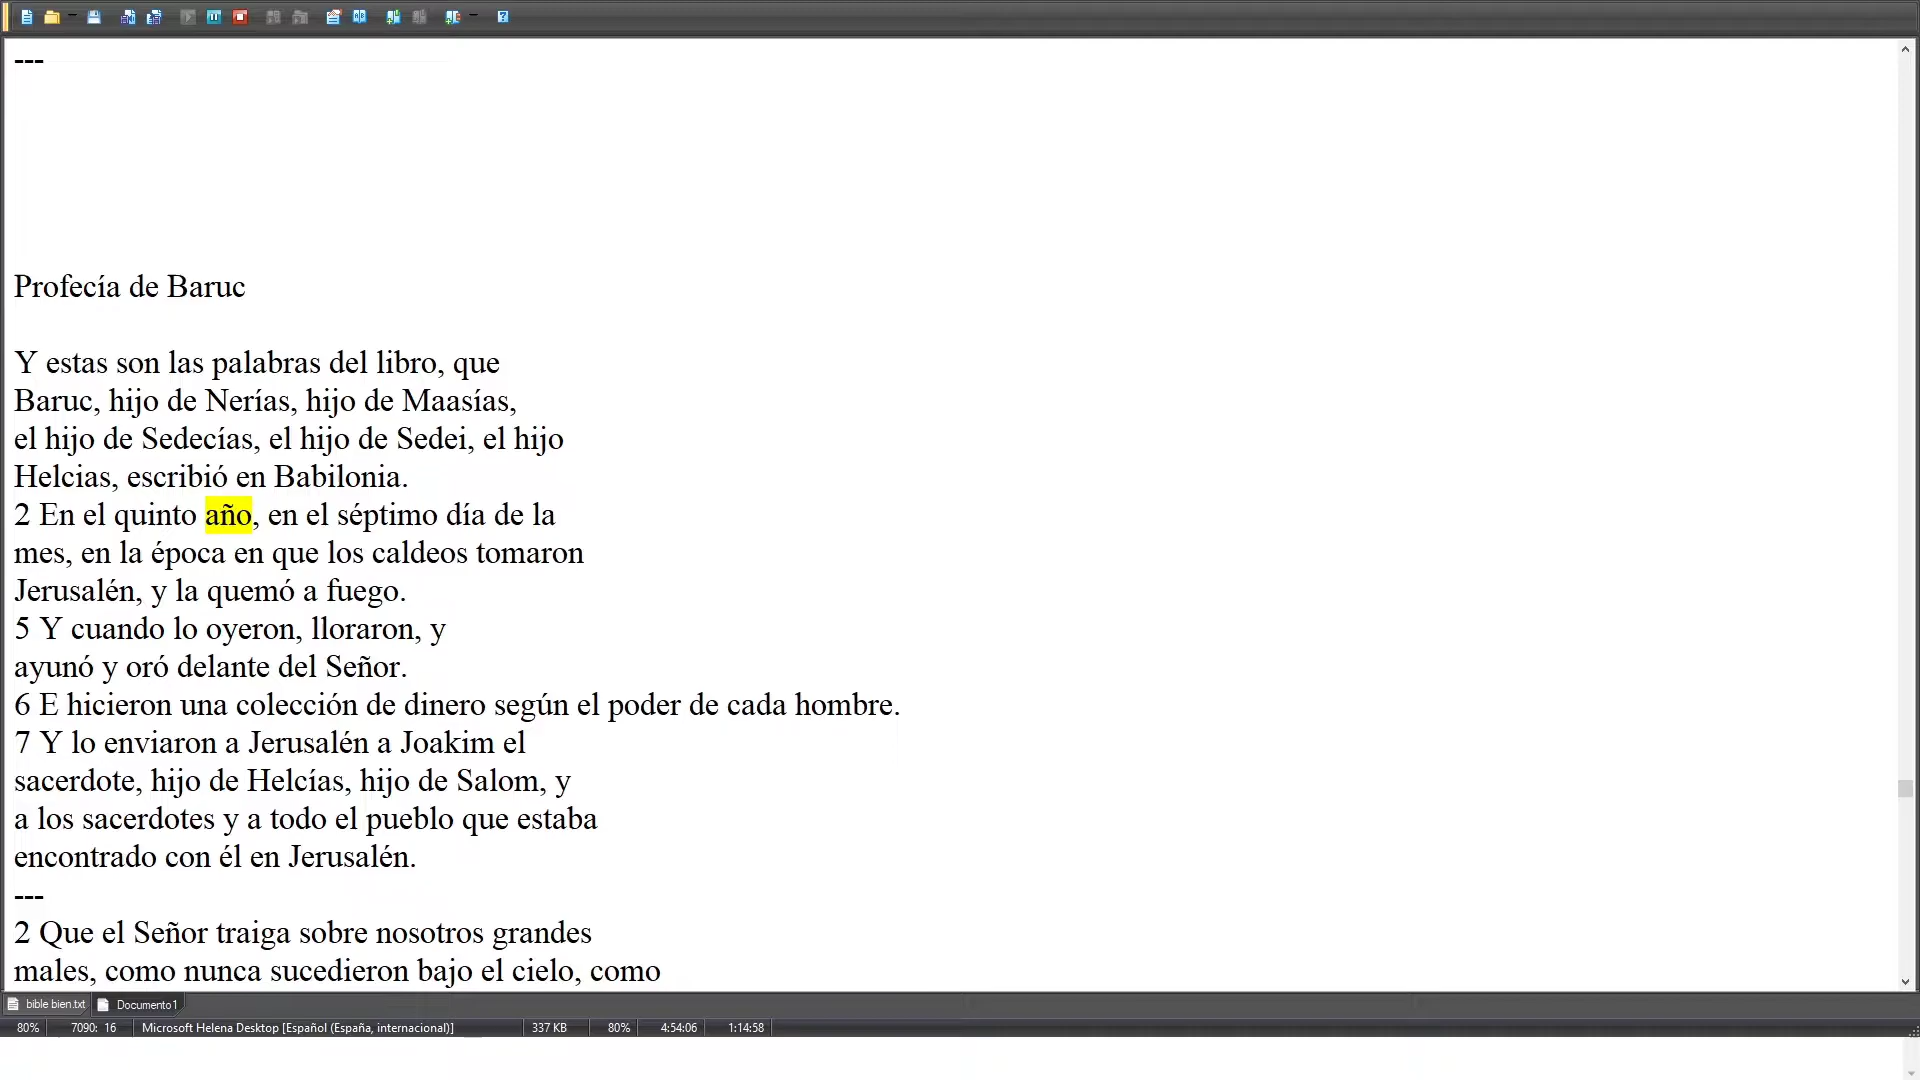 ---
Profecía de Baruc
Y estas son las palabras del libro, que
Baruc, hijo de Nerías, hijo de Maasías,
el hijo de Sedecías, el hijo de Sedei, el hijo
Helcias, escribió en Babilonia.
2 En el quinto año, en el séptimo día de la
mes, en la época en que los caldeos tomaron
Jerusalén, y la quemó a fuego.
5 Y cuando lo oyeron, lloraron, y
ayunó y oró delante del Señor.
6 E hicieron una colección de dinero según el poder de cada hombre.
7 Y lo enviaron a Jerusalén a Joakim el
sacerdote, hijo de Helcías, hijo de Salom, y
a los sacerdotes y a todo el pueblo que estaba
encontrado con él en Jerusalén.
---
2 Que el Señor traiga sobre nosotros grandes
males, como nunca sucedieron bajo el cielo, como
bible bien.txt Documento1
80% 7090: 16 Microsoft Helena Desktop [Español (España, internacional)] 337 KB 80% 4:54:06 1:14:58